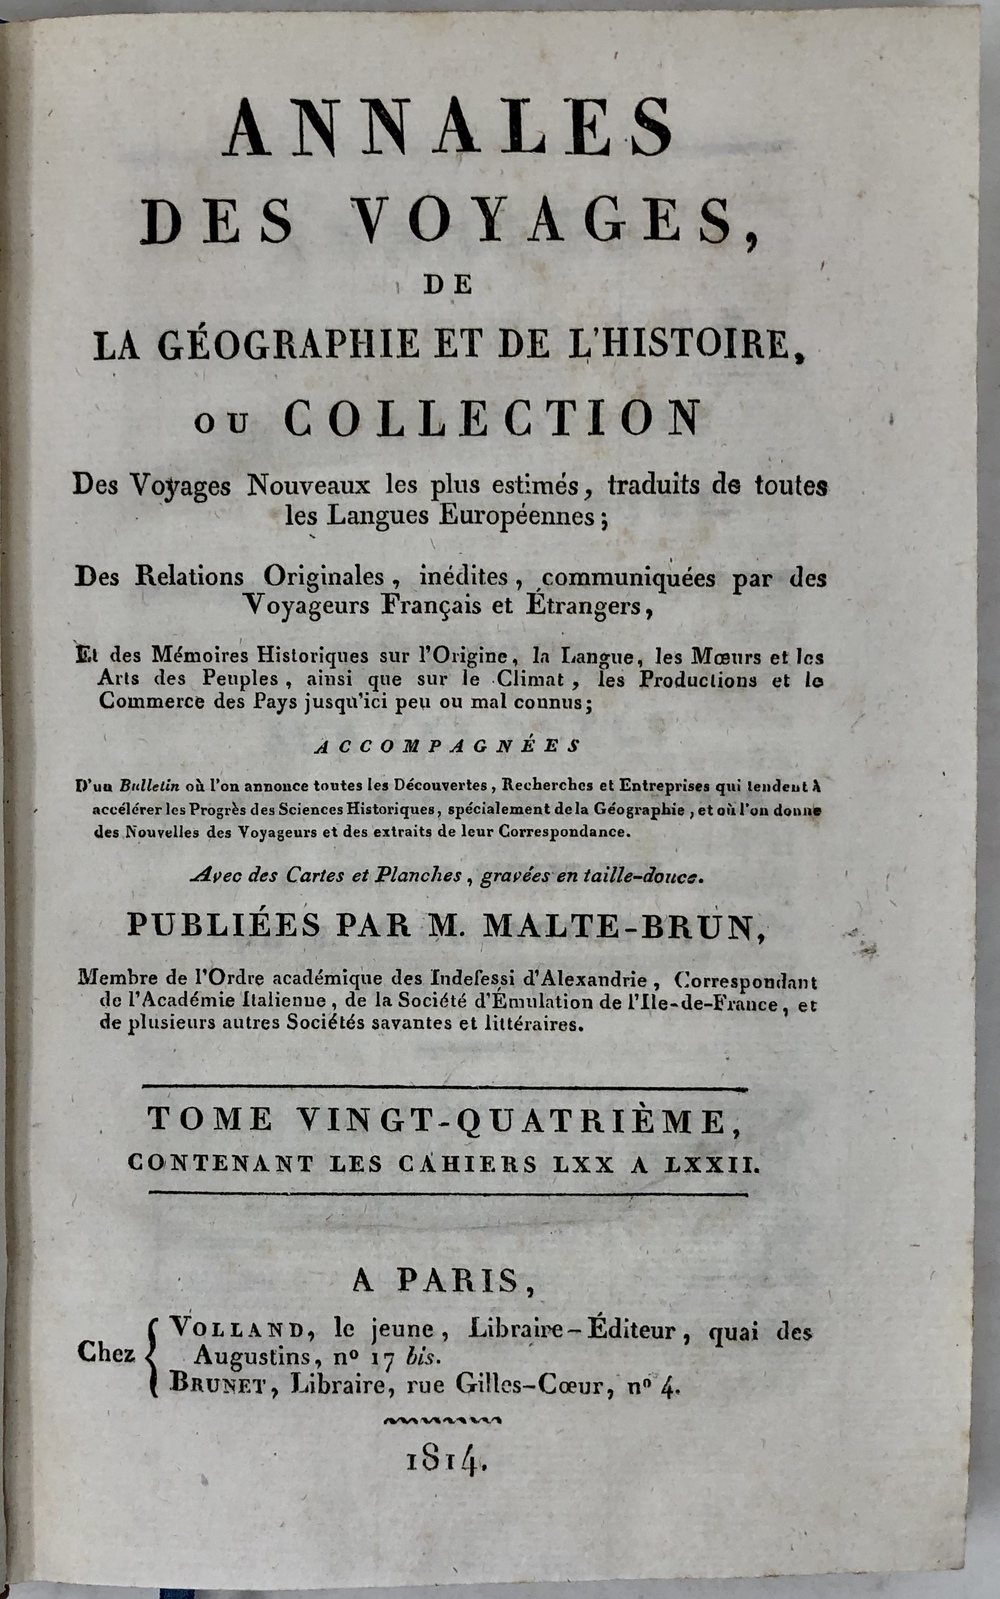 ANNALES
DES VOYAGES,
DE
LA GÉOGRAPHIE ET DE L'HISTOIRE,
OU COLLECTION
Des Voyages Nouveaux les plus estimés, traduits de toutes
les Langues Européennes;
Des Relations Originales, inédites, communiquées par des
Voyageurs Français et Étrangers,
Et des Mémoires Historiques sur l'Origine, la Langue, les Mœurs et les
Arts des Peuples, ainsi que sur le Climat, les Productions et le
Commerce des Pays jusqu'ici peu ou mal connus;
ACCOMPAGNÉES
D'un Bulletin où l'on annonce toutes les Découvertes, Recherches et Entreprises qui tendent à
accélérer les Progrès des Sciences Historiques, spécialement de la Géographie, et où l'on donne
des Nouvelles des Voyageurs et des extraits de leur Correspondance.
Avec des Cartes et Planches, gravées en taille-douce.
PUBLIÉES PAR M. MALTE-BRUN,
Membre de l'Ordre académique des Indefessi d'Alexandrie, Correspondant
de l'Académie Italienne, de la Société d'Émulation de l'Ile-de-France, et
de plusieurs autres Sociétés savantes et littéraires.
TOME VINGT-QUATRIÈME,
CONTENANT LES CAHIERS LXX A LXXII.
A PARIS,
Chez { VOLLAND, le jeune, Libraire-Éditeur, quai des
Augustins, nº 17 bis.
BRUNET, Libraire, rue Gilles-Cœur, nº 4.
1814.